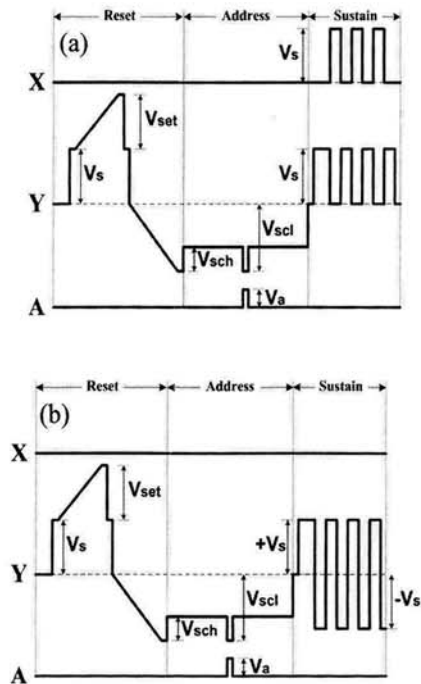 Reset Address Sustain
(a)
Vs
X
Vset
Vs
Vs
Y
Vscl
Vsch
Va
A
Reset Address Sustain
(b)
X
Vset
Vs
+Vs
Y
Vscl
-Vs
Vsch
Va
A